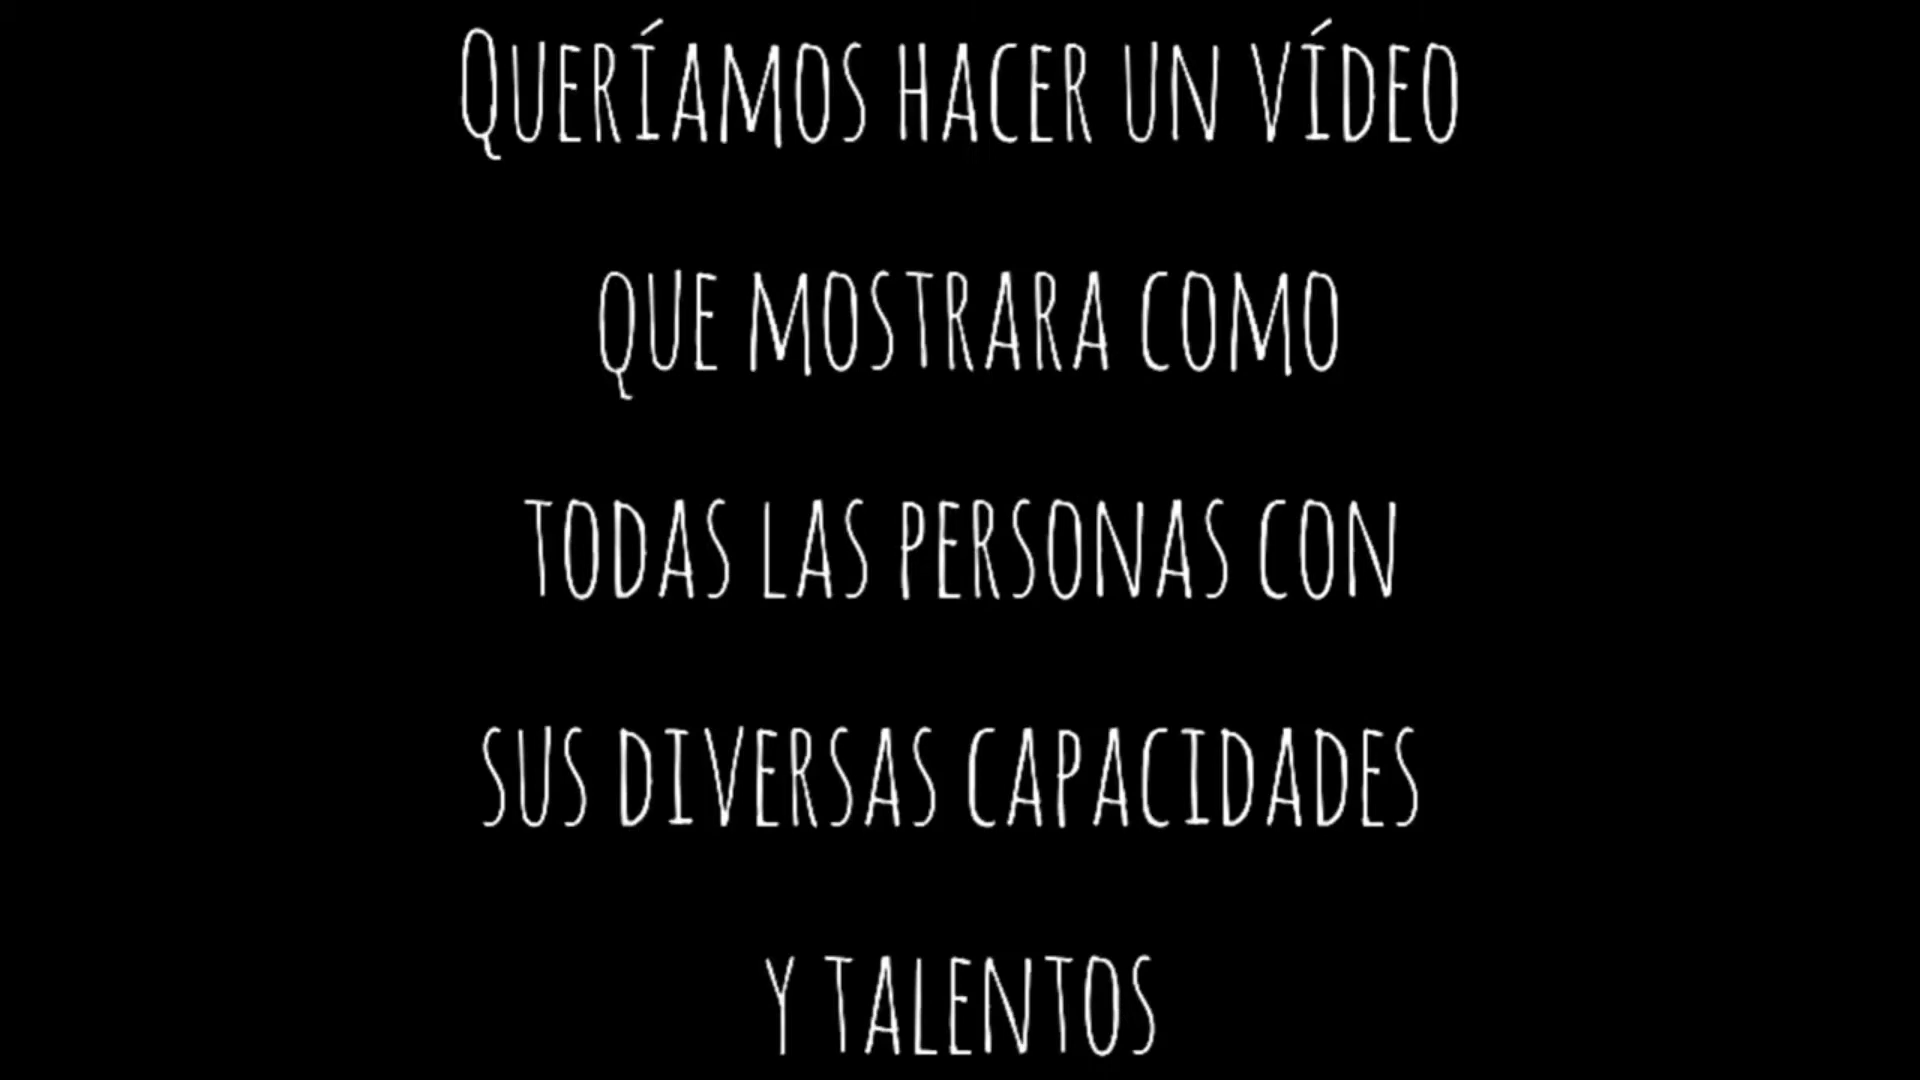 Queríamos hacer un vídeo
que mostrara como
todas las personas con
sus diversas capacidades
y talentos